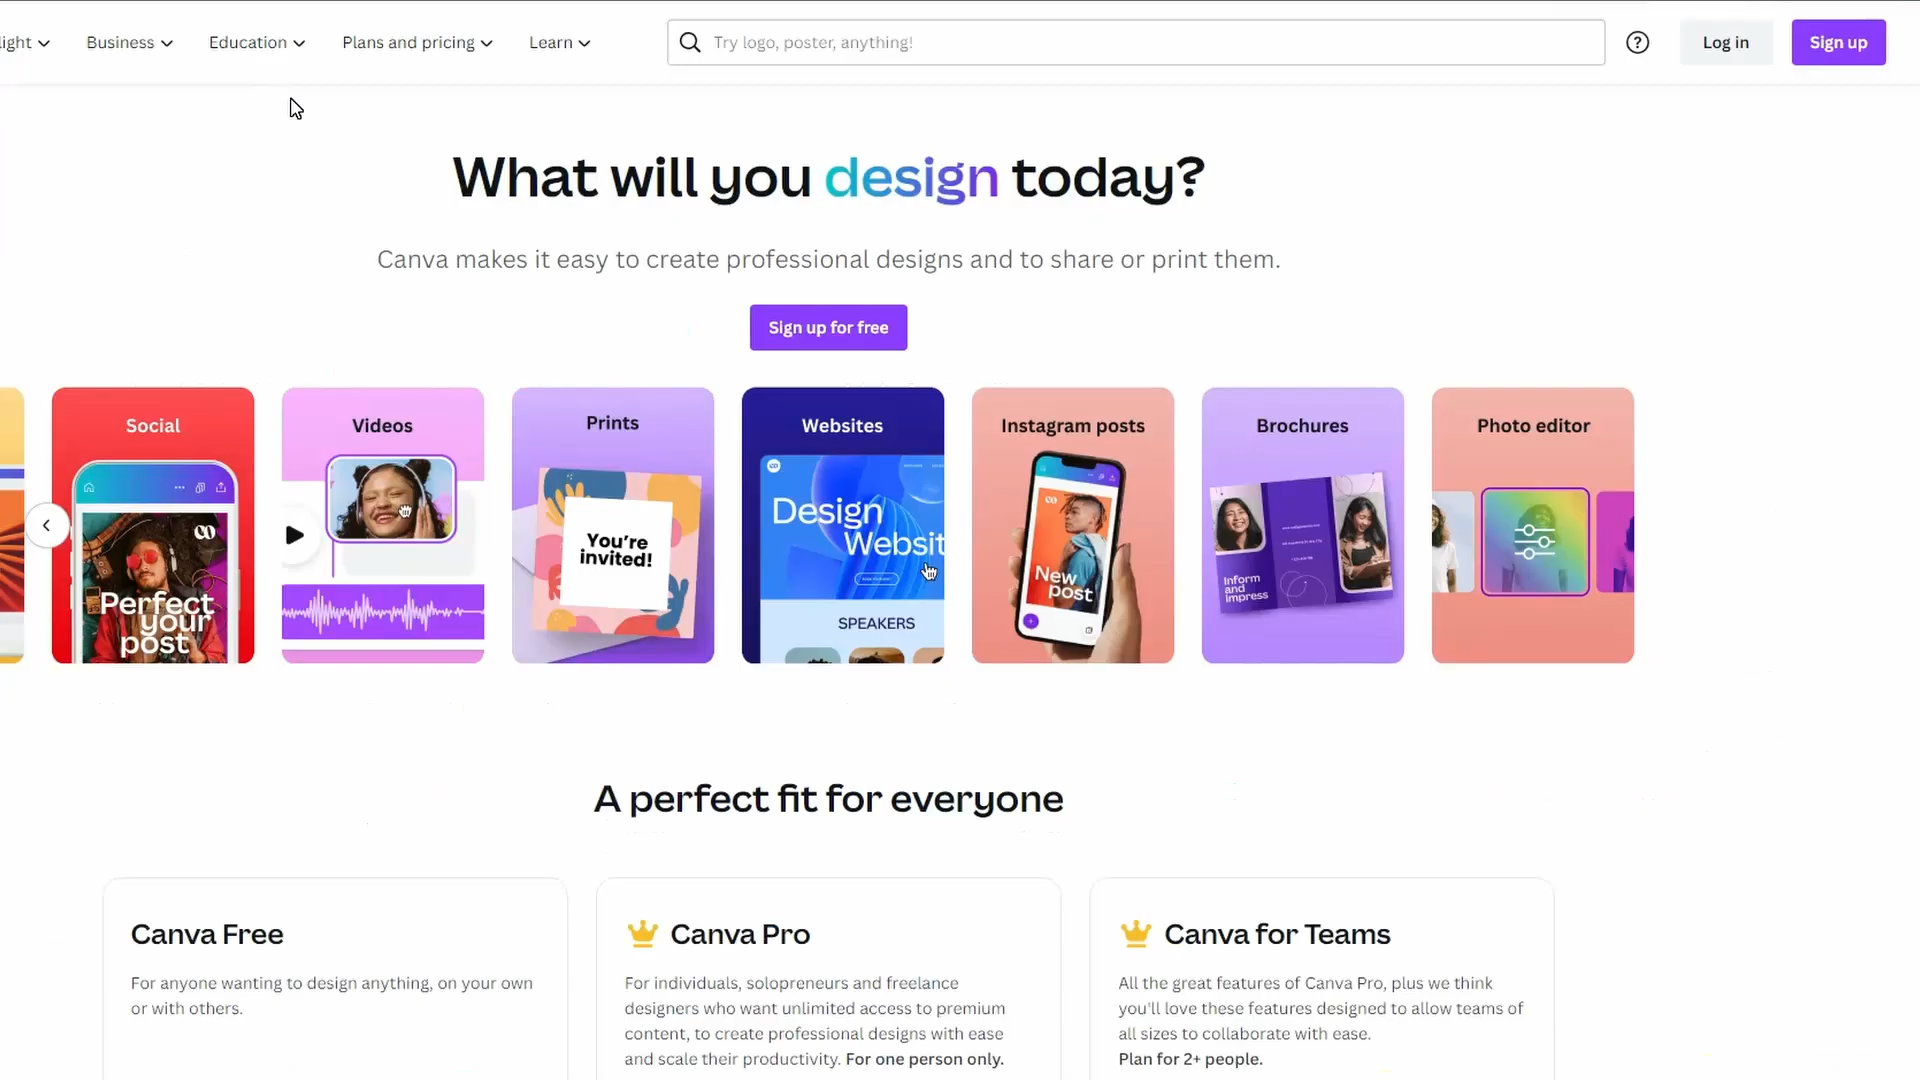 light
Business
Education
Plans and pricing
Learn
Try logo, poster, anything!
Log in
Sign up
What will you design today?
Canva makes it easy to create professional designs and to share or print them.
Sign up for free
Social
Perfect
your
post
Videos
Prints
You're
invited!
Websites
Design
Websit
SPEAKERS
Instagram posts
New
post
Brochures
Inform
and
impress
Photo editor
A perfect fit for everyone
Canva Free
For anyone wanting to design anything, on your own
or with others.
Canva Pro
For individuals, solopreneurs and freelance
designers who want unlimited access to premium
content, to create professional designs with ease
and scale their productivity. For one person only.
Canva for Teams
All the great features of Canva Pro, plus we think
you'll love these features designed to allow teams of
all sizes to collaborate with ease.
Plan for 2+ people.